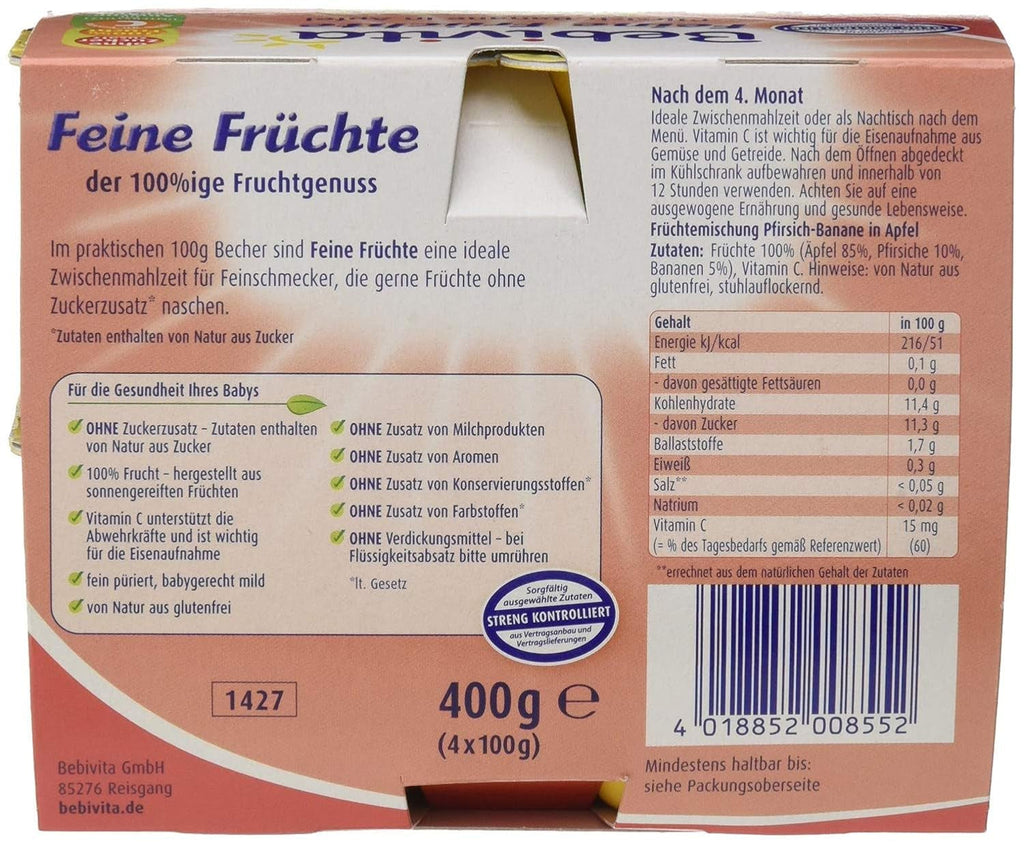 Bebivita
Feine Früchte
der 100%ige Fruchtgenuss
Im praktischen 100g Becher sind Feine Früchte eine ideale
Zwischenmahlzeit für Feinschmecker, die gerne Früchte ohne
Zuckerzusatz* naschen.
*Zutaten enthalten von Natur aus Zucker
Für die Gesundheit Ihres Babys
OHNE Zuckerzusatz - Zutaten enthalten
von Natur aus Zucker
100% Frucht - hergestellt aus
sonnengereiften Früchten
Vitamin C unterstützt die
Abwehrkräfte und ist wichtig
für die Eisenaufnahme
fein püriert, babygerecht mild
von Natur aus glutenfrei
OHNE Zusatz von Milchprodukten
OHNE Zusatz von Aromen
OHNE Zusatz von Konservierungsstoffen*
OHNE Zusatz von Farbstoffen*
OHNE Verdickungsmittel - bei
Flüssigkeitsabsatz bitte umrühren
*lt. Gesetz
Sorgfältig
ausgewählte Zutaten
STRENG KONTROLLIERT
aus Vertragsanbau und
Vertragslieferungen
1427
400g e
(4x100g)
Bebivita GmbH
85276 Reisgang
bebivita.de
Nach dem 4. Monat
Ideale Zwischenmahlzeit oder als Nachtisch nach dem
Menü. Vitamin C ist wichtig für die Eisenaufnahme aus
Gemüse und Getreide. Nach dem Öffnen abgedeckt
im Kühlschrank aufbewahren und innerhalb von
12 Stunden verwenden. Achten Sie auf eine
ausgewogene Ernährung und gesunde Lebensweise.
Früchtemischung Pfirsich-Banane in Apfel
Zutaten: Früchte 100% (Äpfel 85%, Pfirsiche 10%,
Bananen 5%), Vitamin C. Hinweise: von Natur aus
glutenfrei, stuhlauflockernd.
Gehalt in 100 g
Energie kJ/kcal 216/51
Fett 0,1 g
- davon gesättigte Fettsäuren 0,0 g
Kohlenhydrate 11,4 g
- davon Zucker 11,3 g
Ballaststoffe 1,7 g
Eiweiß 0,3 g
Salz** < 0,05 g
Natrium < 0,02 g
Vitamin C 15 mg
(= % des Tagesbedarfs gemäß Referenzwert) (60)
**errechnet aus dem natürlichen Gehalt der Zutaten
4 018852 008552
Mindestens haltbar bis:
siehe Packungsoberseite